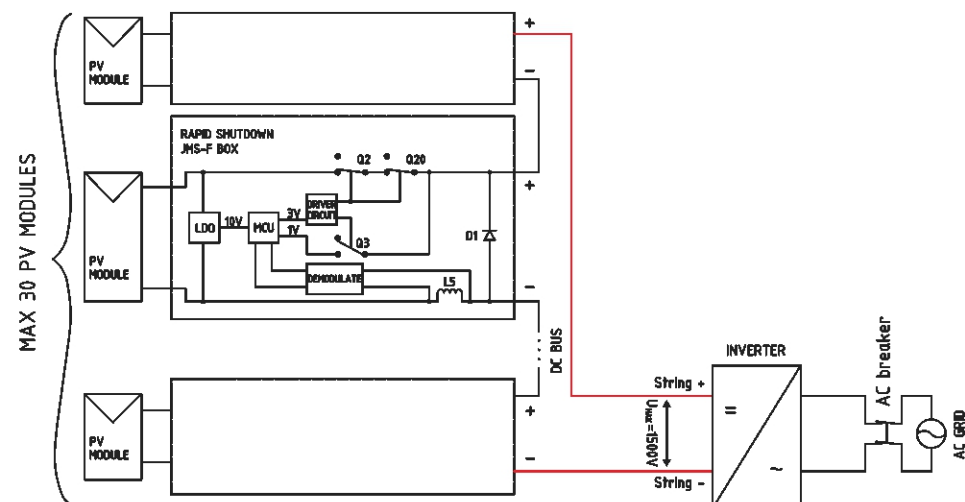 MAX 30 PV MODULES
PV
MODULE
+
−
RAPID SHUTDOWN
JMS-F BOX
Q2
Q20
PV
MODULE
LDO
10V
MCU
3V
1V
DRIVER
CIRCUIT
Q3
D1
DEMODULATE
L5
+
−
DC BUS
PV
MODULE
+
−
String +
UMAX=1500V
String -
INVERTER
=
~
AC breaker
AC GRID